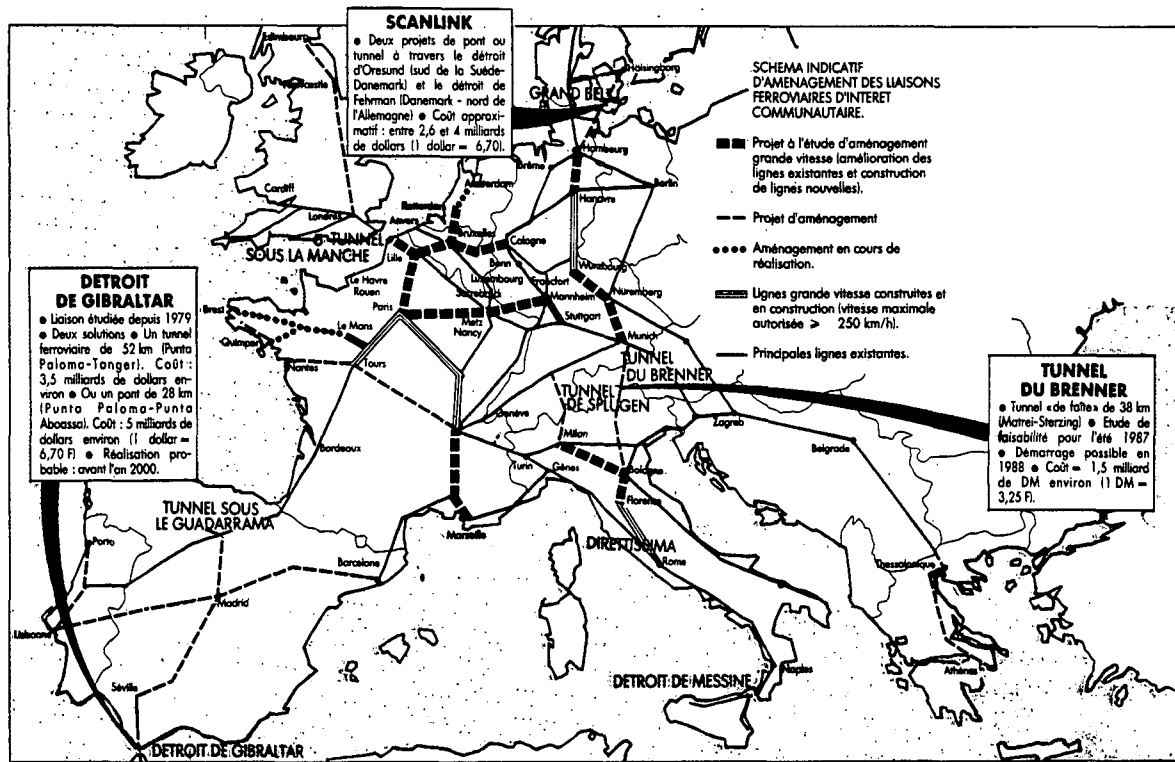 SCANLINK
● Deux projets de pont ou
tunnel à travers le détroit
d'Oresund (sud de la Suède-
Danemark) et le détroit de
Fehrman (Danemark - nord de
l'Allemagne) ● Coût approxi-
matif : entre 2,6 et 4 milliards
de dollars (1 dollar = 6,70).
SCHEMA INDICATIF
D'AMENAGEMENT DES LIAISONS
FERROVIAIRES D'INTERET
COMMUNAUTAIRE.
Projet à l'étude d'aménagement
grande vitesse (amélioration des
lignes existantes et construction
de lignes nouvelles).
Projet d'aménagement
Aménagement en cours de
réalisation.
Lignes grande vitesse construites et
en construction (vitesse maximale
autorisée ⩾ 250 km/h).
Principales lignes existantes.
DETROIT
DE GIBRALTAR
● Liaison étudiée depuis 1979
● Deux solutions ● Un tunnel
ferroviaire de 52 km (Punta
Paloma-Tanger). Coût :
3,5 milliards de dollars en-
viron ● Ou un pont de 28 km
(Punta Paloma-Punta
Aboassa). Coût : 5 milliards de
dollars environ (1 dollar =
6,70 F) ● Réalisation pro-
bable : avant l'an 2000.
TUNNEL
DU BRENNER
● Tunnel «de faîte» de 38 km
(Matrei-Sterzing) ● Etude de
faisabilité pour l'été 1987
● Démarrage possible en
1988 ● Coût = 1,5 milliard
de DM environ (1 DM =
3,25 F).
Edimbourg
Newcastle
Helsingborg
GRAND BELT
Hambourg
Brême
Berlin
Amsterdam
Hanovre
Cardiff
Londres
Rotterdam
Anvers
Bruxelles
Cologne
TUNNEL
SOUS LA MANCHE
Lille
Bonn
Wurzbourg
Luxembourg
Francfort
Le Havre
Rouen
Sarrebruck
Mannheim
Nuremberg
Paris
Metz
Nancy
Stuttgart
Brest
Le Mans
Munich
Quimper
Nantes
Tours
TUNNEL
DU BRENNER
TUNNEL
DE SPLUGEN
Genève
Milan
Zagreb
Belgrade
Bordeaux
Turin
Gênes
Bologne
Florence
TUNNEL SOUS
LE GUADARRAMA
Marseille
DIRETTISSIMA
Rome
Porto
Barcelone
Thessalonique
Madrid
Lisbonne
Naples
Athènes
Séville
DETROIT DE MESSINE
DETROIT DE GIBRALTAR